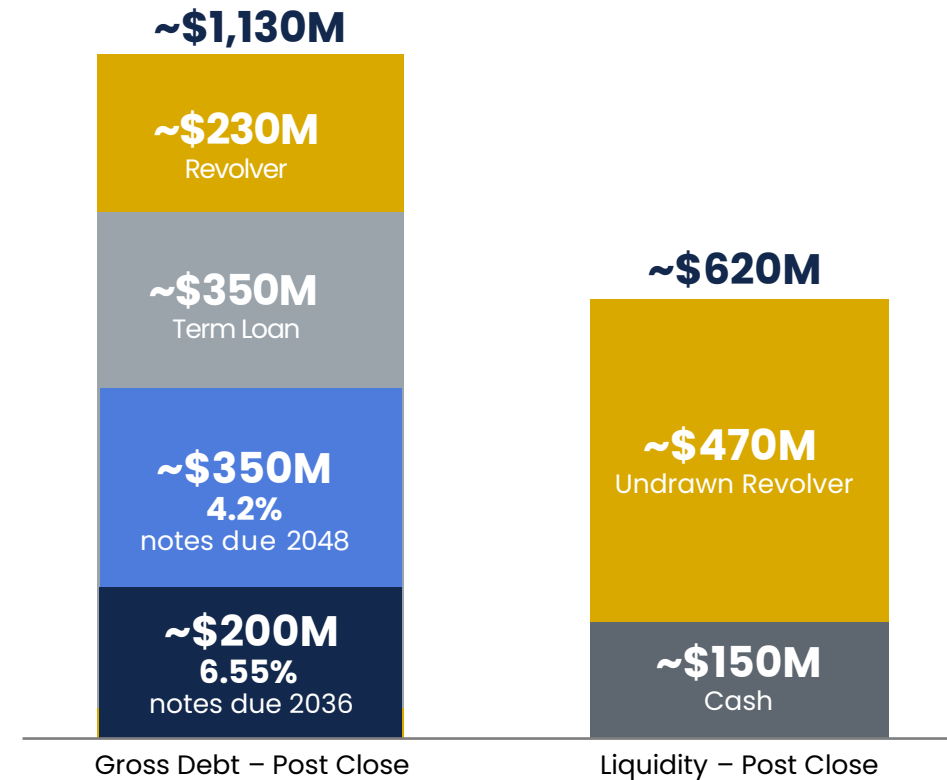 ~$1,130M
~$230M
Revolver
~$350M
Term Loan
~$350M
4.2%
notes due 2048
~$200M
6.55%
notes due 2036
Gross Debt – Post Close
~$620M
~$470M
Undrawn Revolver
~$150M
Cash
Liquidity – Post Close